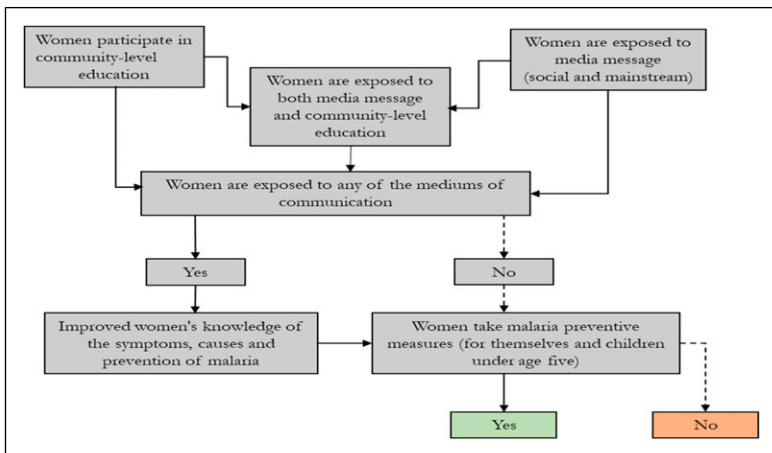 Women participate in
community-level
education
Women are exposed to
media message
(social and mainstream)
Women are exposed to
both media message
and community-level
education
Women are exposed to any of the mediums of
communication
Yes
No
Improved women's knowledge of
the symptoms, causes and
prevention of malaria
Women take malaria preventive
measures (for themselves and children
under age five)
Yes
No